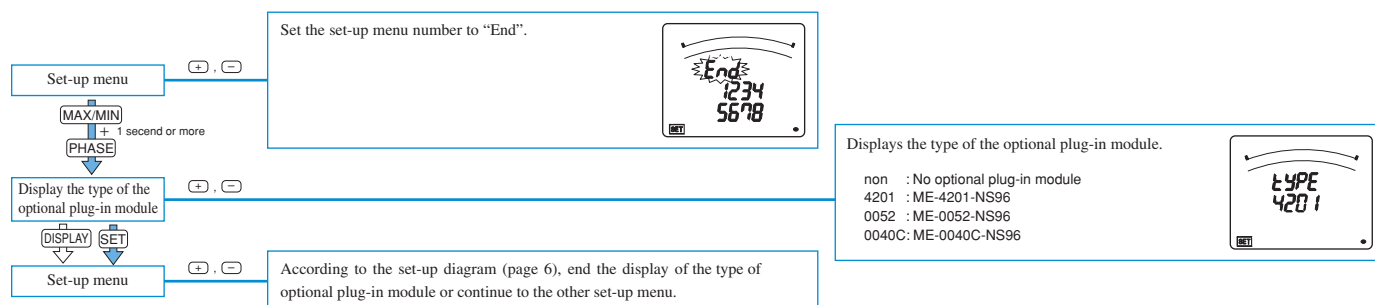 Set the set-up menu number to “End”.
End
1234
5678
SET
Set-up menu
+ , −
MAX/MIN
+ 1 secend or more
PHASE
Display the type of the
optional plug-in module
+ , −
Displays the type of the optional plug-in module.
non : No optional plug-in module
4201 : ME-4201-NS96
0052 : ME-0052-NS96
0040C: ME-0040C-NS96
tYPE
4201
SET
DISPLAY SET
Set-up menu
+ , −
According to the set-up diagram (page 6), end the display of the type of
optional plug-in module or continue to the other set-up menu.